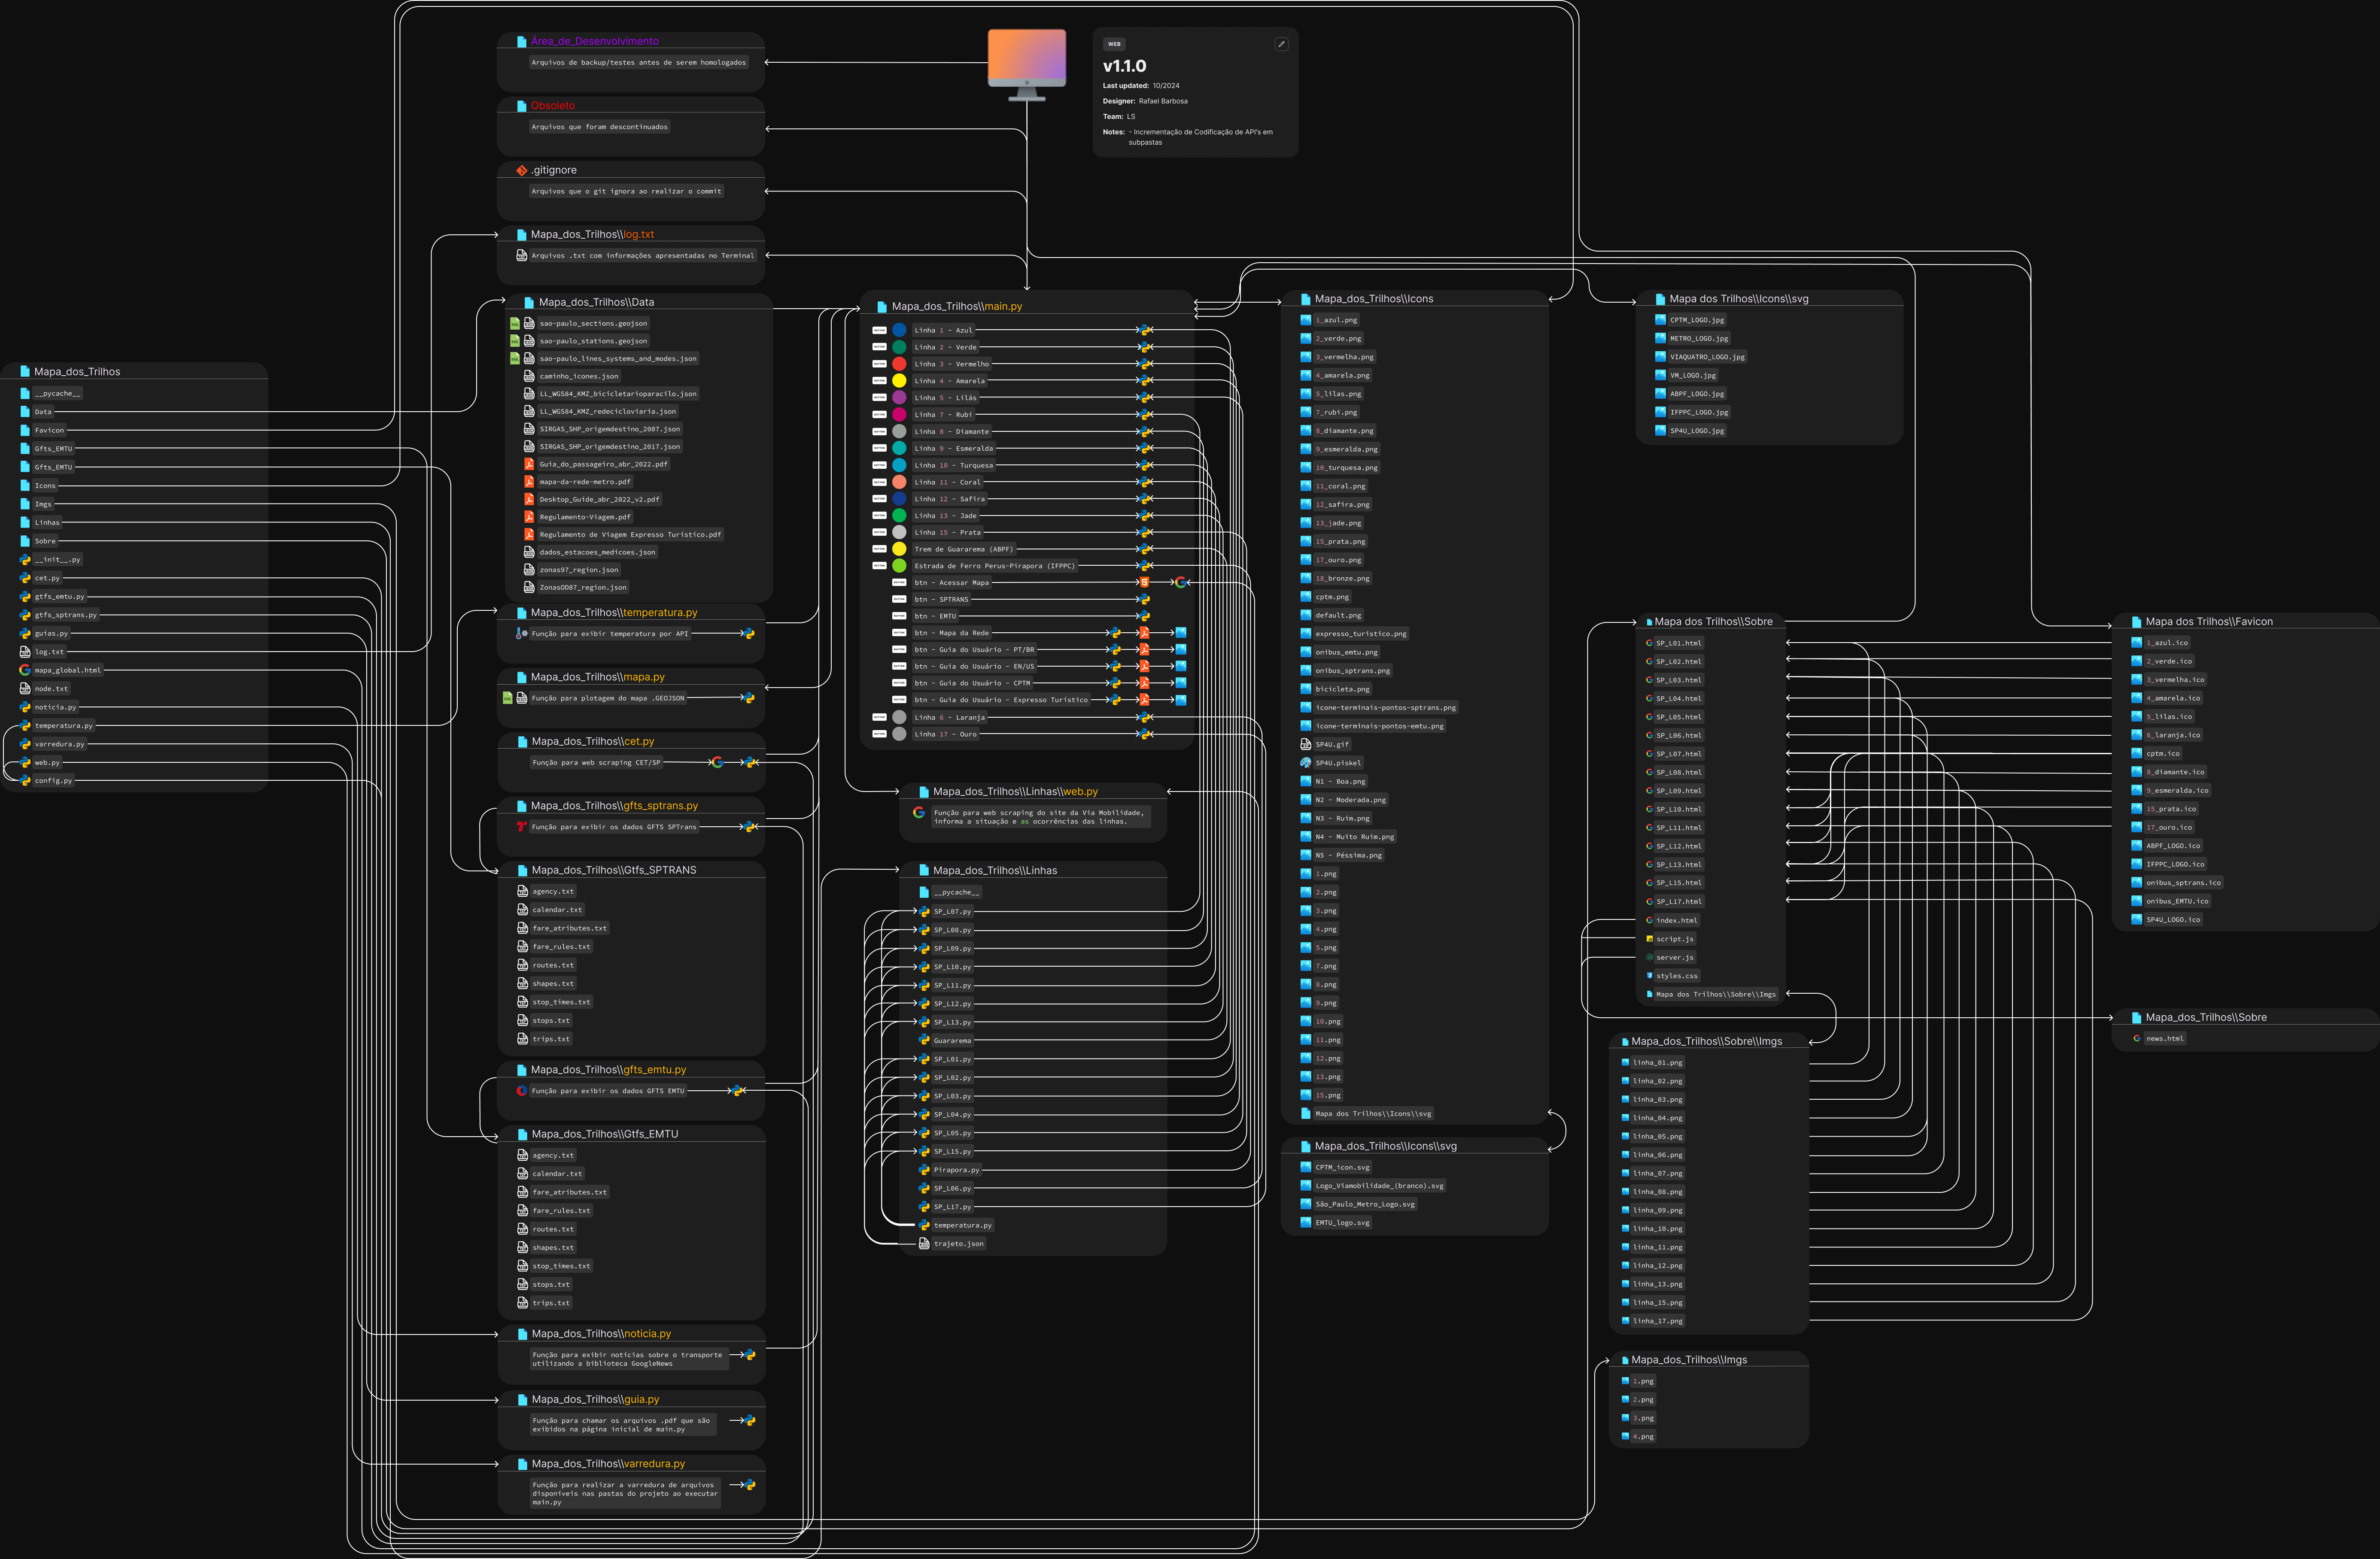 Área_de_Desenvolvimento
Arquivos de backup/testes antes de serem homologados
Obsoleto
Arquivos que foram descontinuados
.gitignore
Arquivos que o git ignora ao realizar o commit
Mapa_dos_Trilhos\\log.txt
Arquivos .txt com informações apresentadas no Terminal
WEB
v1.1.0
Last updated: 10/2024
Designer: Rafael Barbosa
Team: LS
Notes: - Incrementação de Codificação de API's em
subpastas
Mapa_dos_Trilhos
__pycache__
Data
Favicon
Gfts_EMTU
Gfts_EMTU
Icons
Imgs
Linhas
Sobre
__init__.py
cet.py
gtfs_emtu.py
gtfs_sptrans.py
guias.py
log.txt
mapa_global.html
node.txt
noticia.py
temperatura.py
varredura.py
web.py
config.py
Mapa_dos_Trilhos\\Data
sao-paulo_sections.geojson
sao-paulo_stations.geojson
sao-paulo_lines_systems_and_modes.json
caminho_icones.json
LL_WGS84_KMZ_bicicletarioparacilo.json
LL_WGS84_KMZ_redecicloviaria.json
SIRGAS_SHP_origemdestino_2007.json
SIRGAS_SHP_origemdestino_2017.json
Guia_do_passageiro_abr_2022.pdf
mapa-da-rede-metro.pdf
Desktop_Guide_abr_2022_v2.pdf
Regulamento-Viagem.pdf
Regulamento de Viagem Expresso Turístico.pdf
dados_estacoes_medicoes.json
zonas97_region.json
ZonasOD87_region.json
Mapa_dos_Trilhos\\temperatura.py
Função para exibir temperatura por API
Mapa_dos_Trilhos\\mapa.py
Função para plotagem do mapa .GEOJSON
Mapa_dos_Trilhos\\cet.py
Função para web scraping CET/SP
Mapa_dos_Trilhos\\gfts_sptrans.py
Função para exibir os dados GFTS SPTrans
Mapa_dos_Trilhos\\Gtfs_SPTRANS
agency.txt
calendar.txt
fare_atributes.txt
fare_rules.txt
routes.txt
shapes.txt
stop_times.txt
stops.txt
trips.txt
Mapa_dos_Trilhos\\gfts_emtu.py
Função para exibir os dados GFTS EMTU
Mapa_dos_Trilhos\\Gtfs_EMTU
agency.txt
calendar.txt
fare_atributes.txt
fare_rules.txt
routes.txt
shapes.txt
stop_times.txt
stops.txt
trips.txt
Mapa_dos_Trilhos\\noticia.py
Função para exibir notícias sobre o transporte
utilizando a biblioteca GoogleNews
Mapa_dos_Trilhos\\guia.py
Função para chamar os arquivos .pdf que são
exibidos na página inicial de main.py
Mapa_dos_Trilhos\\varredura.py
Função para realizar a varredura de arquivos
disponíveis nas pastas do projeto ao executar
main.py
Mapa_dos_Trilhos\\main.py
Linha 1 - Azul
Linha 2 - Verde
Linha 3 - Vermelho
Linha 4 - Amarela
Linha 5 - Lilás
Linha 7 - Rubi
Linha 8 - Diamante
Linha 9 - Esmeralda
Linha 10 - Turquesa
Linha 11 - Coral
Linha 12 - Safira
Linha 13 - Jade
Linha 15 - Prata
Trem de Guararema (ABPF)
Estrada de Ferro Perus-Pirapora (IFPPC)
btn - Acessar Mapa
btn - SPTRANS
btn - EMTU
btn - Mapa da Rede
btn - Guia do Usuário - PT/BR
btn - Guia do Usuário - EN/US
btn - Guia do Usuário - CPTM
btn - Guia do Usuário - Expresso Turístico
Linha 6 - Laranja
Linha 17 - Ouro
Mapa_dos_Trilhos\\Linhas\\web.py
Função para web scraping do site da Via Mobilidade,
informa a situação e as ocorrências das linhas.
Mapa_dos_Trilhos\\Linhas
__pycache__
SP_L07.py
SP_L08.py
SP_L09.py
SP_L10.py
SP_L11.py
SP_L12.py
SP_L13.py
Guararema
SP_L01.py
SP_L02.py
SP_L03.py
SP_L04.py
SP_L05.py
SP_L15.py
Pirapora.py
SP_L06.py
SP_L17.py
temperatura.py
trajeto.json
Mapa_dos_Trilhos\\Icons
1_azul.png
2_verde.png
3_vermelha.png
4_amarela.png
5_lilas.png
7_rubi.png
8_diamante.png
9_esmeralda.png
10_turquesa.png
11_coral.png
12_safira.png
13_jade.png
15_prata.png
17_ouro.png
18_bronze.png
cptm.png
default.png
expresso_turistico.png
onibus_emtu.png
onibus_sptrans.png
bicicleta.png
icone-terminais-pontos-sptrans.png
icone-terminais-pontos-emtu.png
SP4U.gif
SP4U.piskel
N1 - Boa.png
N2 - Moderada.png
N3 - Ruim.png
N4 - Muito Ruim.png
N5 - Péssima.png
1.png
2.png
3.png
4.png
5.png
7.png
8.png
9.png
10.png
11.png
12.png
13.png
15.png
Mapa dos Trilhos\\Icons\\svg
Mapa_dos_Trilhos\\Icons\\svg
CPTM_icon.svg
Logo_Viamobilidade_(branco).svg
São_Paulo_Metro_Logo.svg
EMTU_logo.svg
Mapa dos Trilhos\\Icons\\svg
CPTM_LOGO.jpg
METRO_LOGO.jpg
VIAQUATRO_LOGO.jpg
VM_LOGO.jpg
ABPF_LOGO.jpg
IFPPC_LOGO.jpg
SP4U_LOGO.jpg
Mapa dos Trilhos\\Sobre
SP_L01.html
SP_L02.html
SP_L03.html
SP_L04.html
SP_L05.html
SP_L06.html
SP_L07.html
SP_L08.html
SP_L09.html
SP_L10.html
SP_L11.html
SP_L12.html
SP_L13.html
SP_L15.html
SP_L17.html
index.html
script.js
server.js
styles.css
Mapa dos Trilhos\\Sobre\\Imgs
Mapa_dos_Trilhos\\Sobre\\Imgs
linha_01.png
linha_02.png
linha_03.png
linha_04.png
linha_05.png
linha_06.png
linha_07.png
linha_08.png
linha_09.png
linha_10.png
linha_11.png
linha_12.png
linha_13.png
linha_15.png
linha_17.png
Mapa_dos_Trilhos\\Imgs
1.png
2.png
3.png
4.png
Mapa dos Trilhos\\Favicon
1_azul.ico
2_verde.ico
3_vermelha.ico
4_amarela.ico
5_lilas.ico
6_laranja.ico
cptm.ico
8_diamante.ico
9_esmeralda.ico
15_prata.ico
17_ouro.ico
ABPF_LOGO.ico
IFPPC_LOGO.ico
onibus_sptrans.ico
onibus_EMTU.ico
SP4U_LOGO.ico
Mapa_dos_Trilhos\\Sobre
news.html